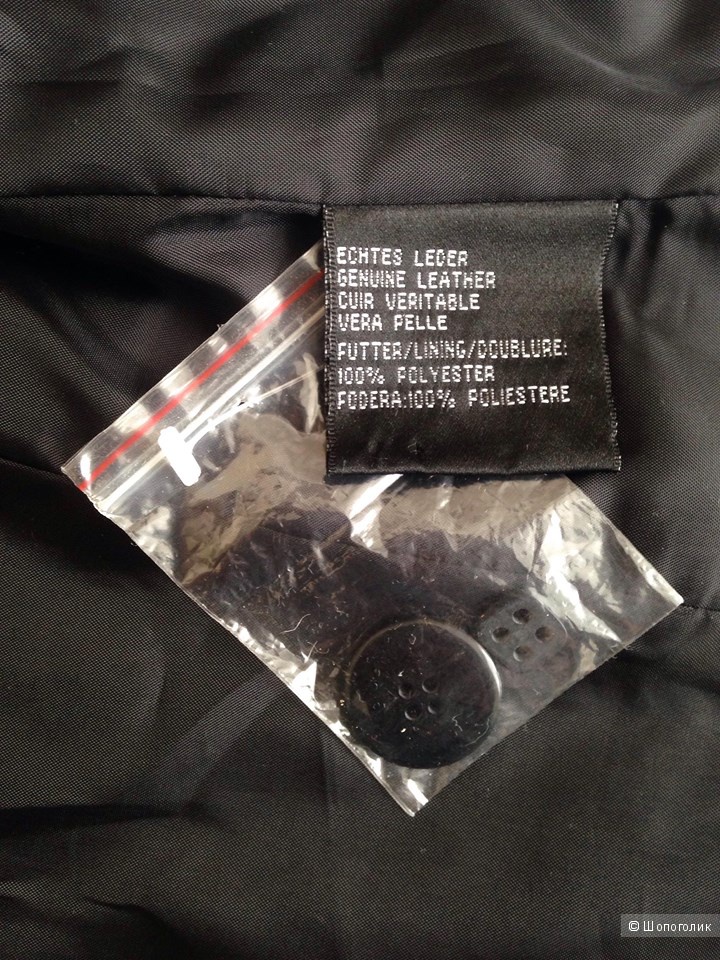 ECHTES LEDER
GENUINE LEATHER
CUIR VERITABLE
VERA PELLE
FUTTER/LINING/DOUBLURE:
100% POLYESTER
FODERA:100% POLIESTERE
© Шопоголик